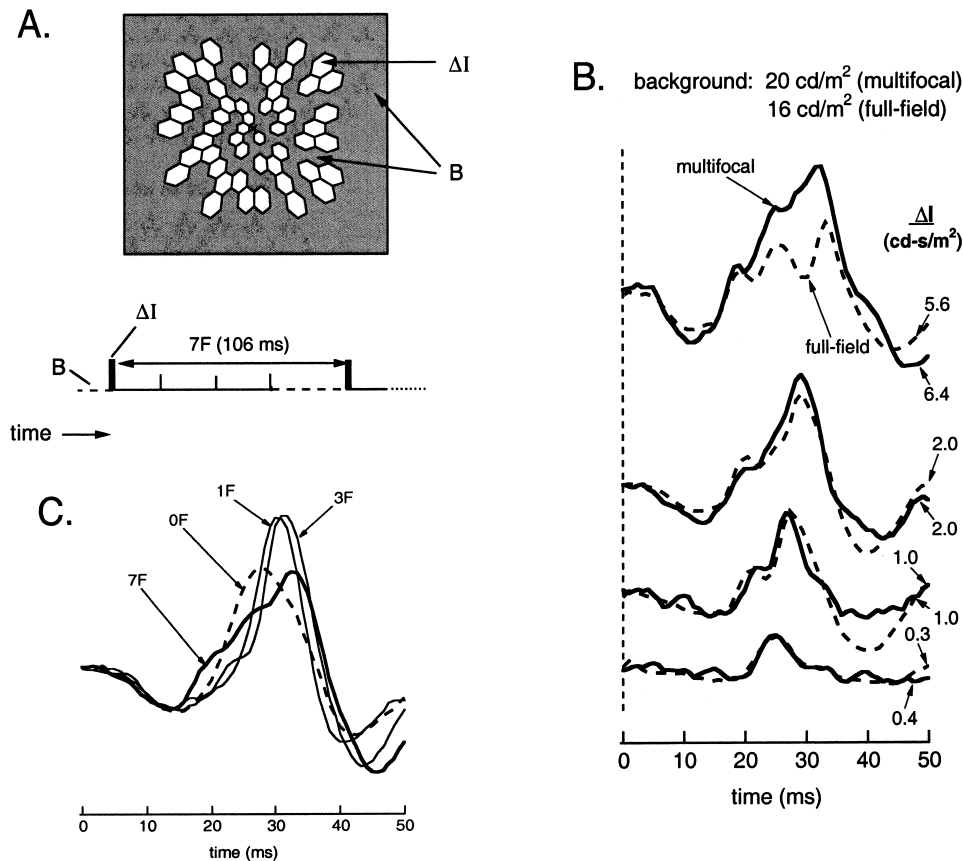 A.
ΔI
B
ΔI
7F (106 ms)
B
time
B.
background: 20 cd/m² (multifocal)
16 cd/m² (full-field)
multifocal
ΔI
(cd-s/m²)
5.6
full-field
6.4
2.0
2.0
1.0
1.0
0.3
0.4
0 10 20 30 40 50
time (ms)
C.
1F
3F
0F
7F
0 10 20 30 40 50
time (ms)